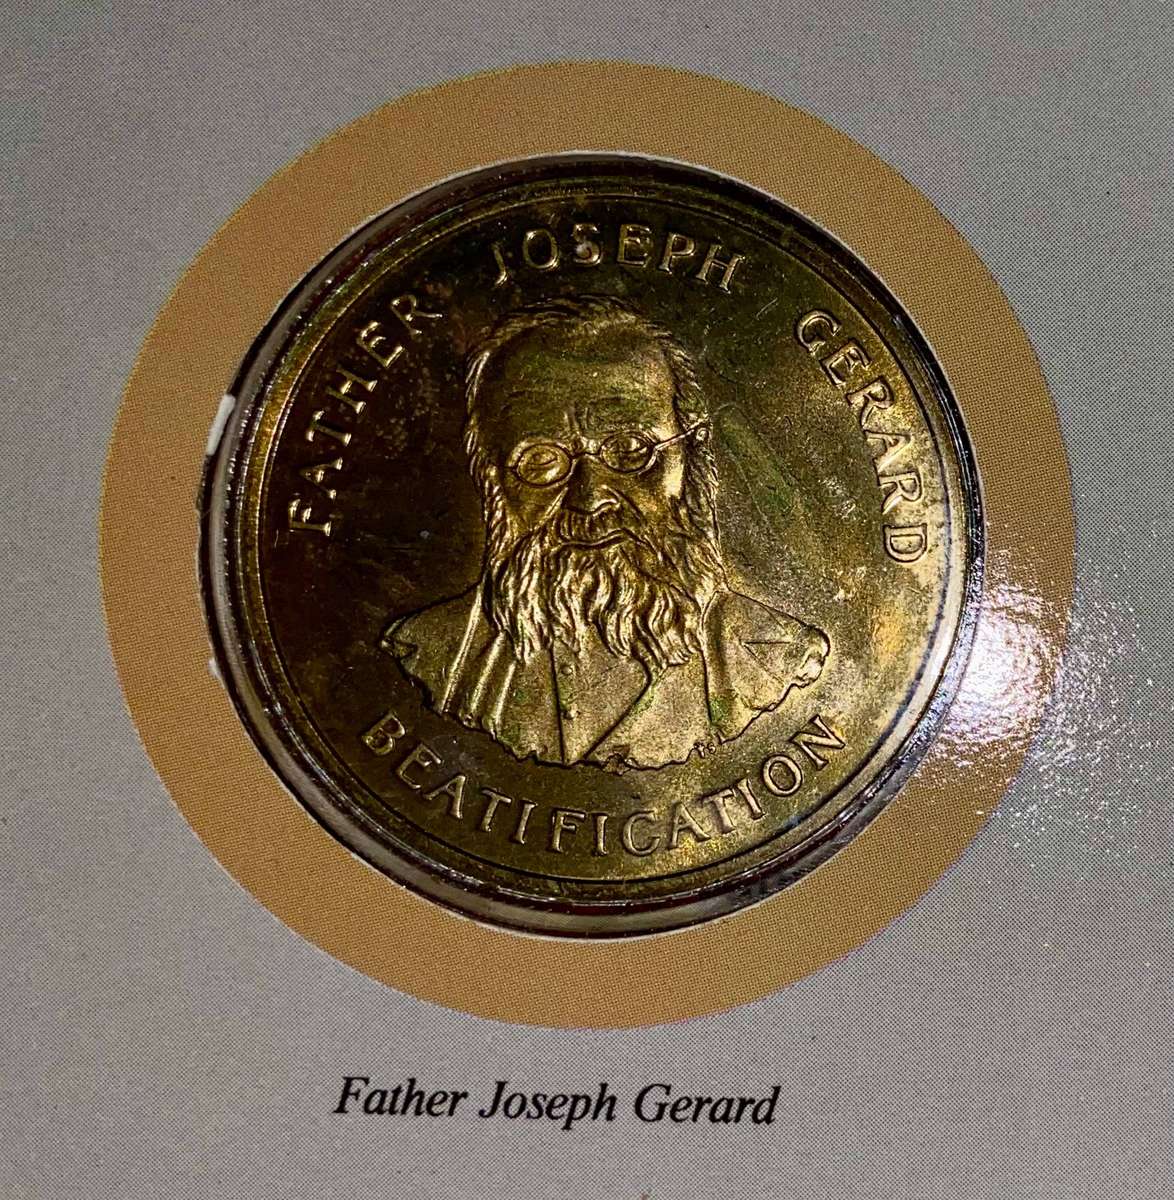 FATHER JOSEPH GERARD
BEATIFICATION
Father Joseph Gerard